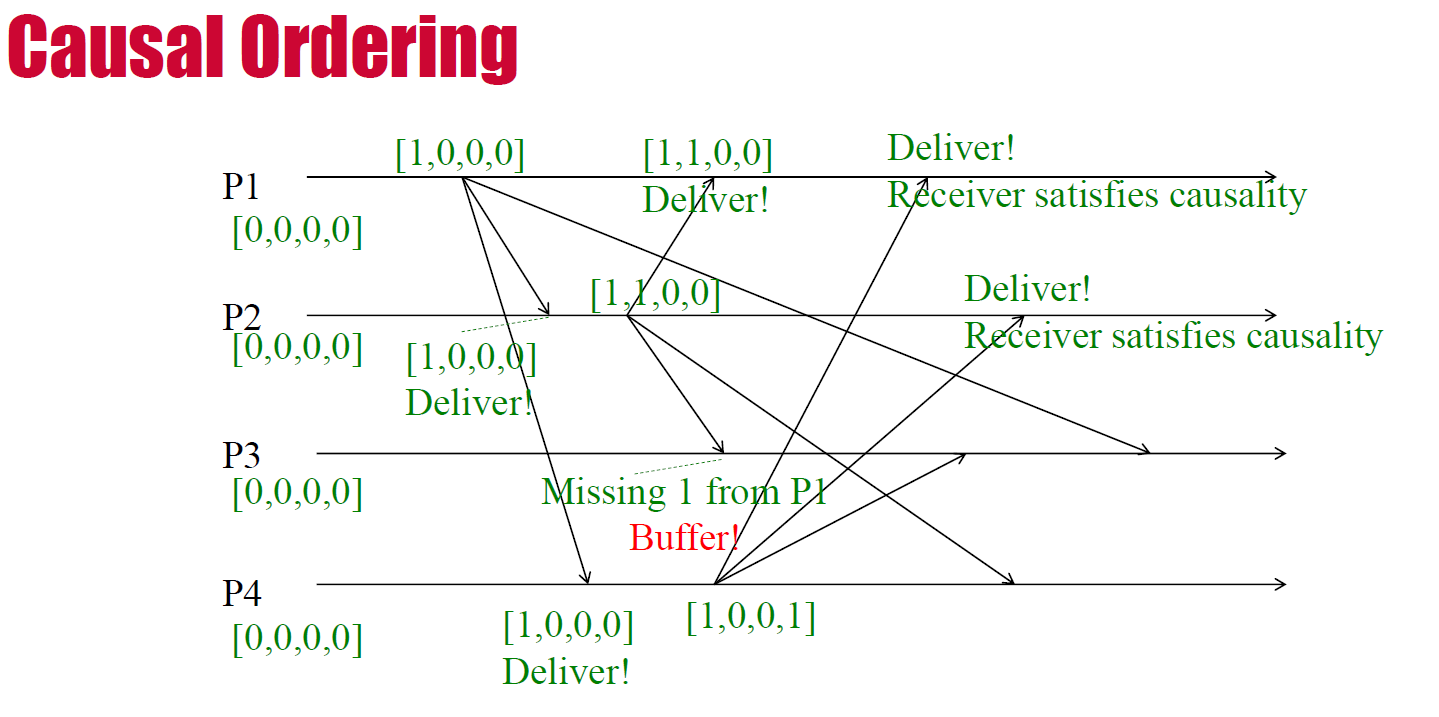 Causal Ordering
[1,0,0,0]
[1,1,0,0]
Deliver!
P1
Deliver!
Receiver satisfies causality
[0,0,0,0]
[1,1,0,0]
Deliver!
P2
Receiver satisfies causality
[0,0,0,0]
[1,0,0,0]
Deliver!
P3
[0,0,0,0]
Missing 1 from P1
Buffer!
P4
[1,0,0,0]
[1,0,0,1]
[0,0,0,0]
Deliver!